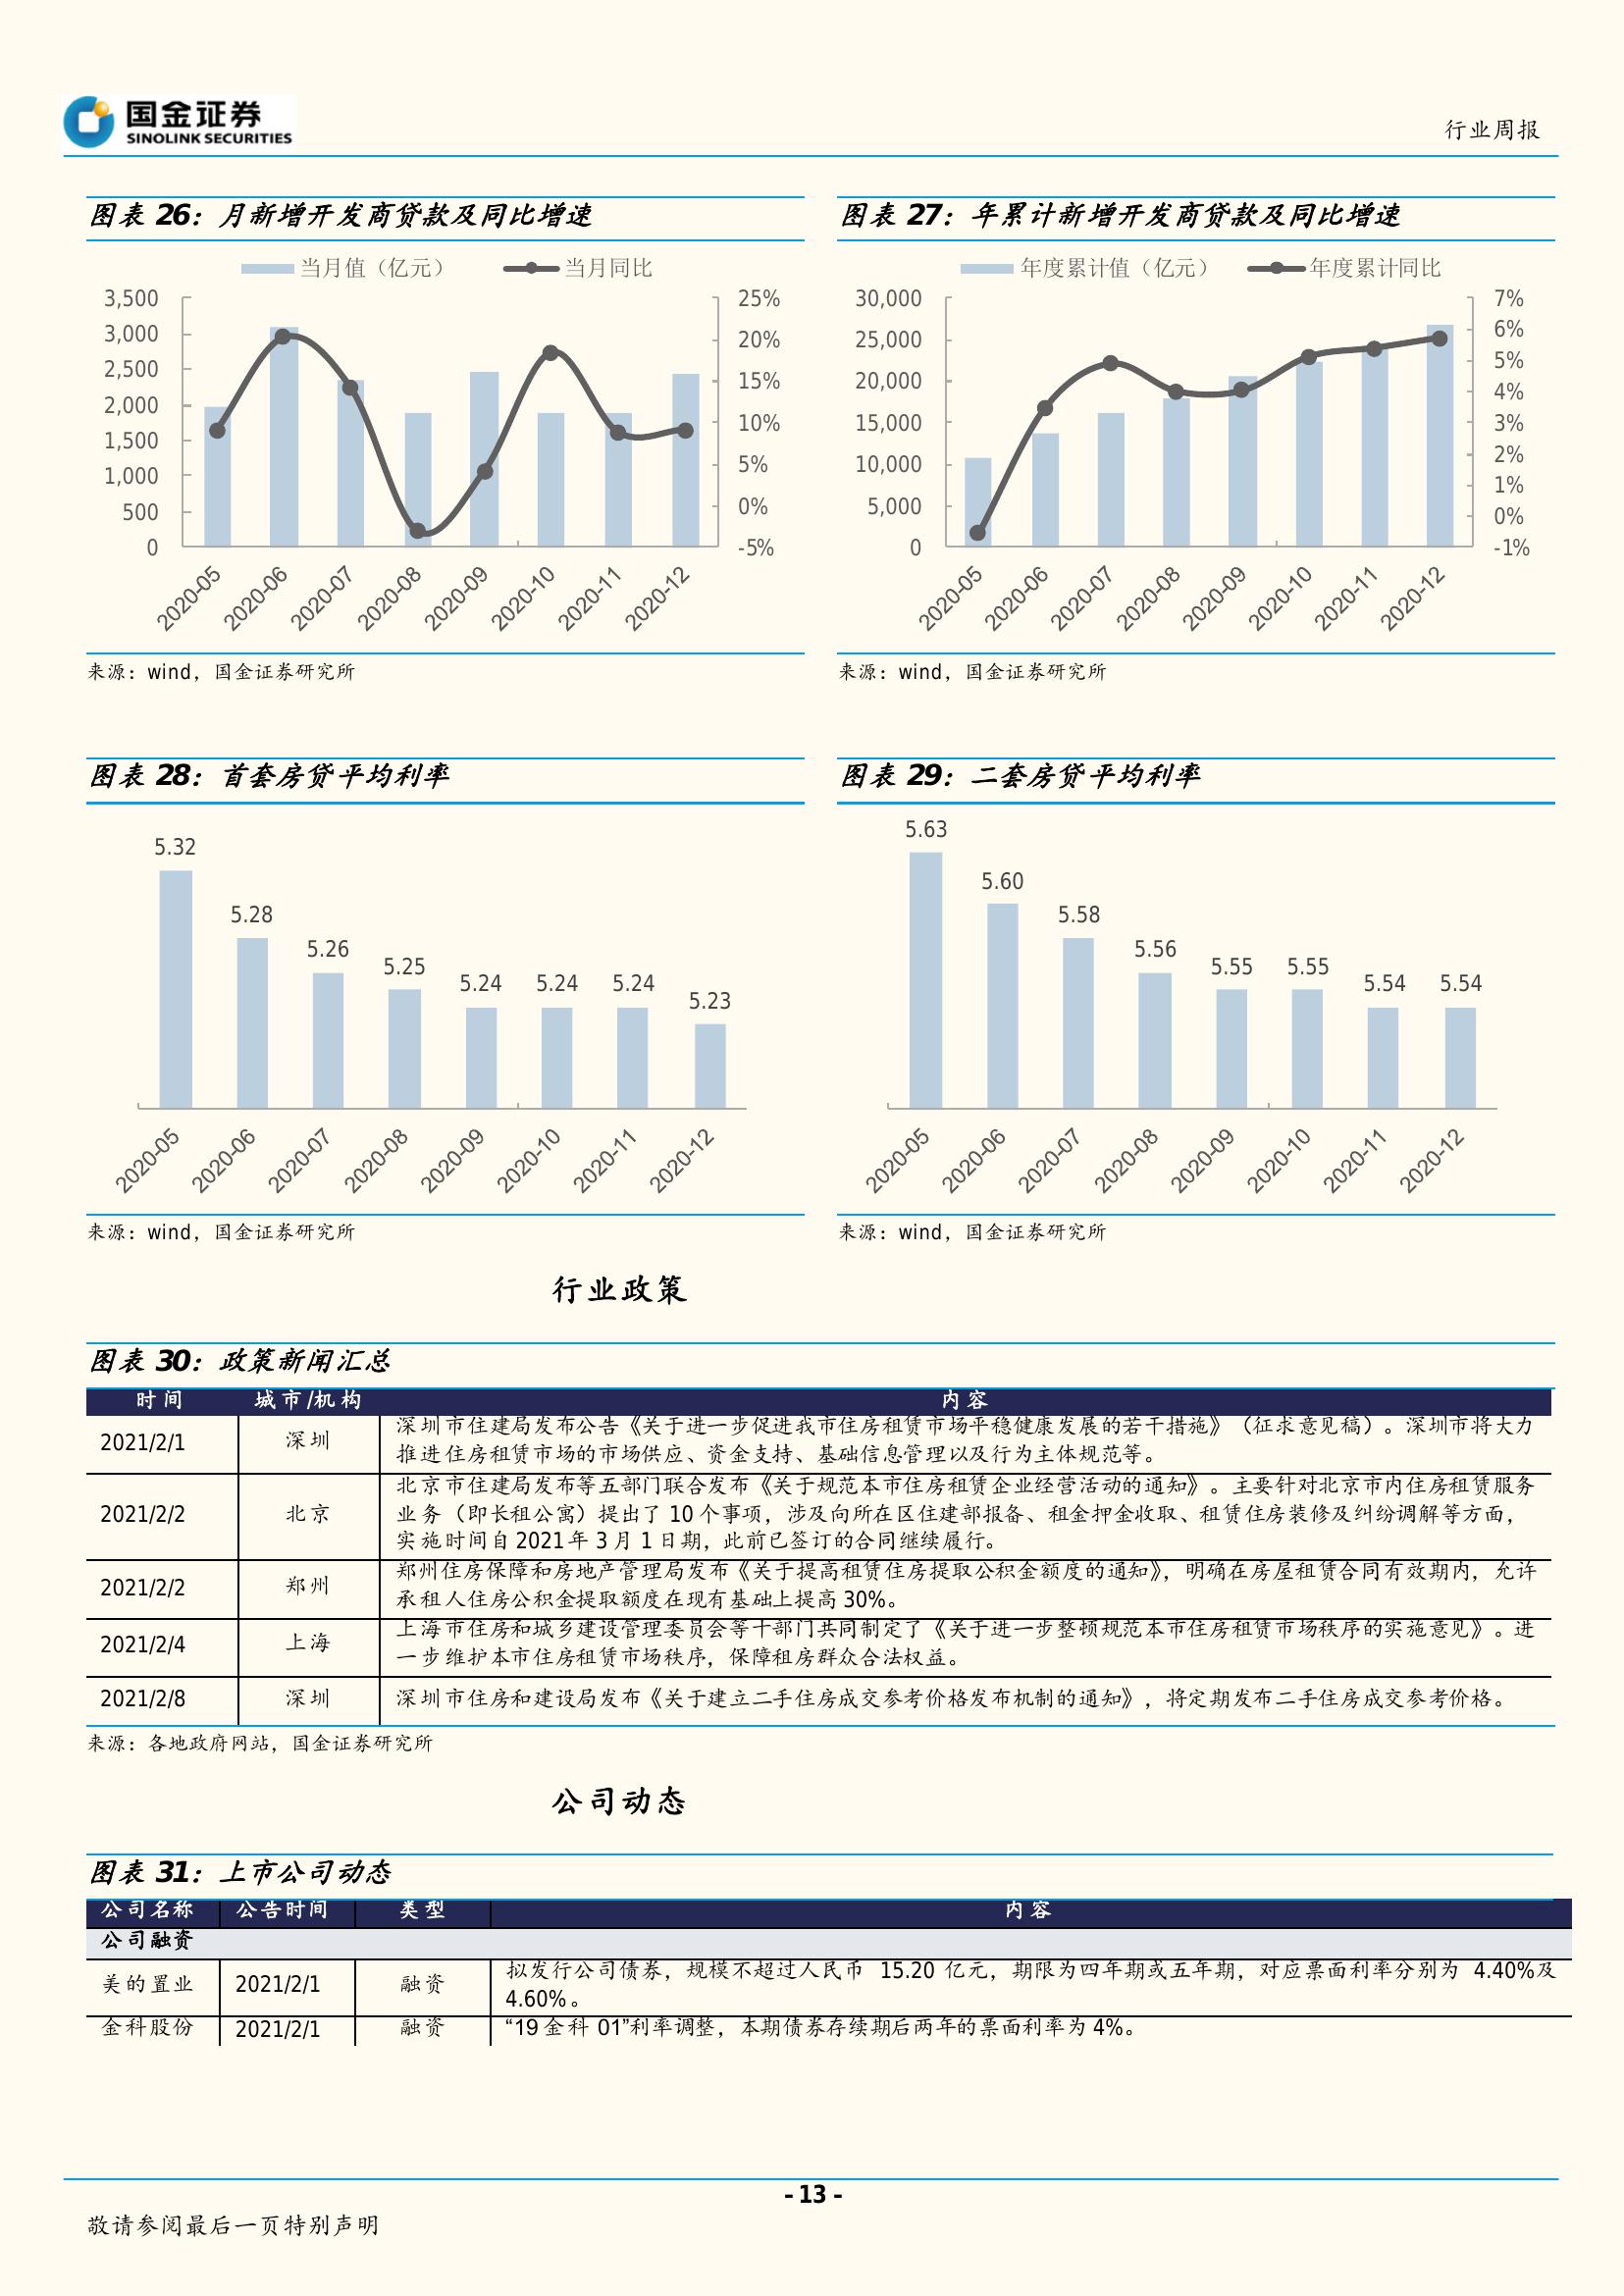 国金证券
SINOLINK SECURITIES
行业周报
图表 26：月新增开发商贷款及同比增速
当月值（亿元） 当月同比
3,500
3,000
2,500
2,000
1,500
1,000
500
0
25%
20%
15%
10%
5%
0%
-5%
2020-05 2020-06 2020-07 2020-08 2020-09 2020-10 2020-11 2020-12
来源：wind，国金证券研究所
图表 27：年累计新增开发商贷款及同比增速
年度累计值（亿元） 年度累计同比
30,000
25,000
20,000
15,000
10,000
5,000
0
7%
6%
5%
4%
3%
2%
1%
0%
-1%
2020-05 2020-06 2020-07 2020-08 2020-09 2020-10 2020-11 2020-12
来源：wind，国金证券研究所
图表 28：首套房贷平均利率
5.32 5.28 5.26 5.25 5.24 5.24 5.24 5.23
2020-05 2020-06 2020-07 2020-08 2020-09 2020-10 2020-11 2020-12
来源：wind，国金证券研究所
图表 29：二套房贷平均利率
5.63 5.60 5.58 5.56 5.55 5.55 5.54 5.54
2020-05 2020-06 2020-07 2020-08 2020-09 2020-10 2020-11 2020-12
来源：wind，国金证券研究所
行业政策
图表 30：政策新闻汇总
时间 城市/机构 内容
2021/2/1 深圳 深圳市住建局发布公告《关于进一步促进我市住房租赁市场平稳健康发展的若干措施》（征求意见稿）。深圳市将大力
推进住房租赁市场的市场供应、资金支持、基础信息管理以及行为主体规范等。
2021/2/2 北京 北京市住建局发布等五部门联合发布《关于规范本市住房租赁企业经营活动的通知》。主要针对北京市内住房租赁服务
业务（即长租公寓）提出了 10 个事项，涉及向所在区住建部报备、租金押金收取、租赁住房装修及纠纷调解等方面，
实施时间自 2021 年 3 月 1 日期，此前已签订的合同继续履行。
2021/2/2 郑州 郑州住房保障和房地产管理局发布《关于提高租赁住房提取公积金额度的通知》，明确在房屋租赁合同有效期内，允许
承租人住房公积金提取额度在现有基础上提高 30%。
2021/2/4 上海 上海市住房和城乡建设管理委员会等十部门共同制定了《关于进一步整顿规范本市住房租赁市场秩序的实施意见》。进
一步维护本市住房租赁市场秩序，保障租房群众合法权益。
2021/2/8 深圳 深圳市住房和建设局发布《关于建立二手住房成交参考价格发布机制的通知》，将定期发布二手住房成交参考价格。
来源：各地政府网站，国金证券研究所
公司动态
图表 31：上市公司动态
公司名称 公告时间 类型 内容
公司融资
美的置业 2021/2/1 融资 拟发行公司债券，规模不超过人民币 15.20 亿元，期限为四年期或五年期，对应票面利率分别为 4.40%及
4.60%。
金科股份 2021/2/1 融资 “19 金科 01”利率调整，本期债券存续期后两年的票面利率为 4%。
- 13 -
敬请参阅最后一页特别声明